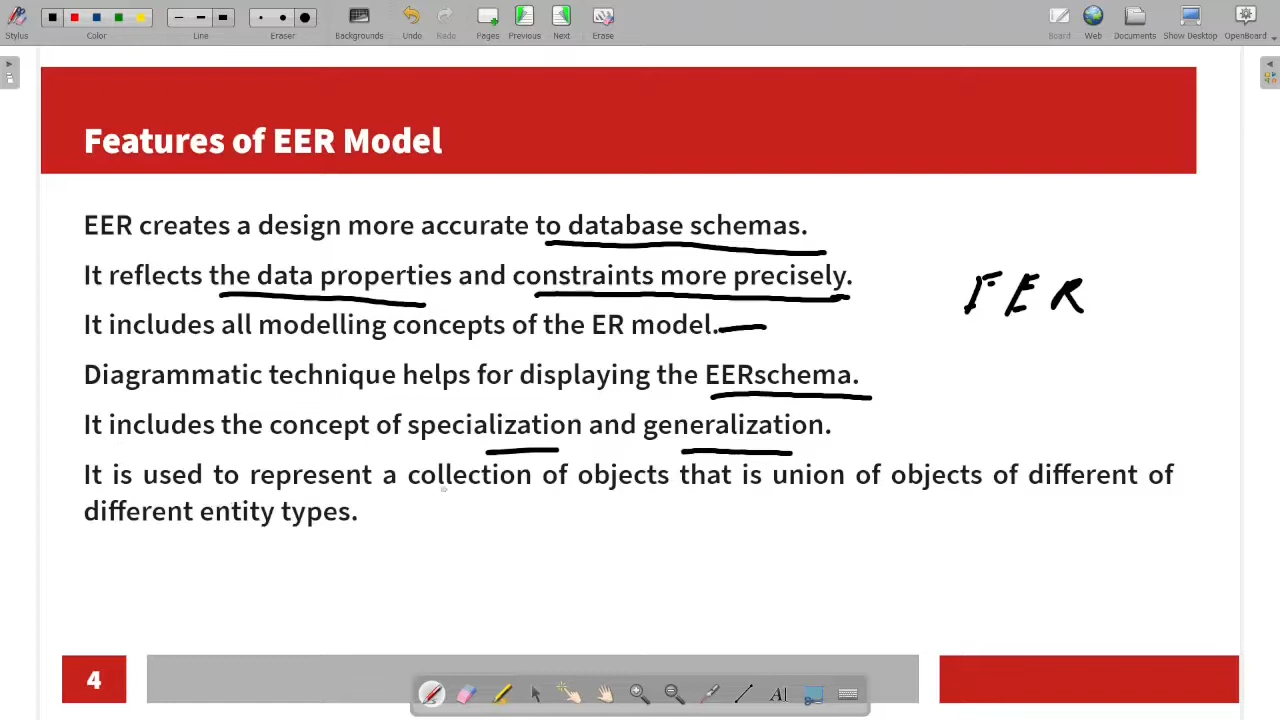 Stylus Color Line Eraser Backgrounds Undo Redo Pages Previous Next Erase Board Web Documents Show Desktop OpenBoard
Features of EER Model
EER creates a design more accurate to database schemas.
It reflects the data properties and constraints more precisely.
It includes all modelling concepts of the ER model.
EER
Diagrammatic technique helps for displaying the EERschema.
It includes the concept of specialization and generalization.
It is used to represent a collection of objects that is union of objects of different of
different entity types.
4